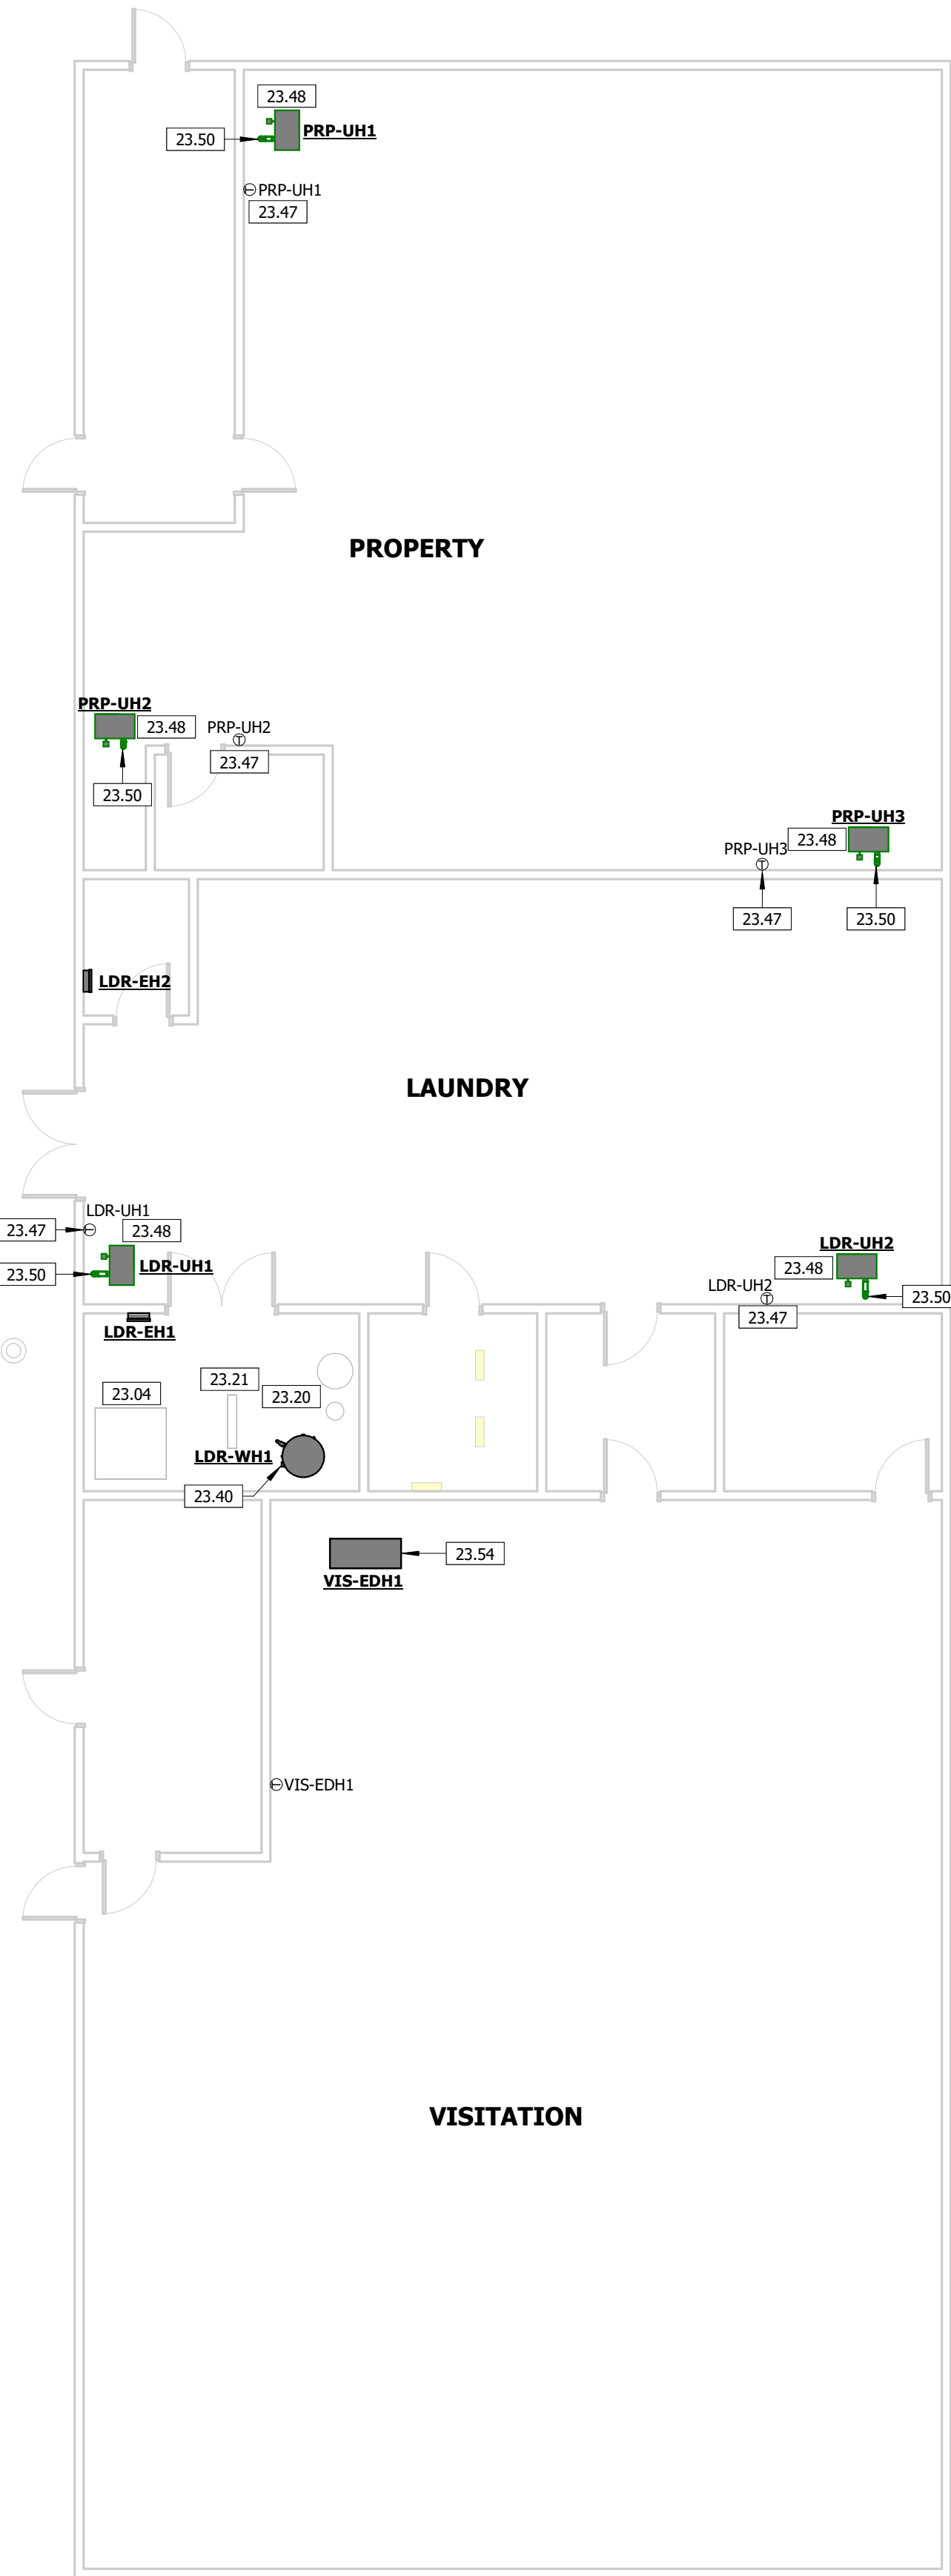 23.48
23.50
PRP-UH1
PRP-UH1
23.47
PROPERTY
PRP-UH2
23.48
PRP-UH2
23.47
23.50
PRP-UH3
23.48
PRP-UH3
23.47
23.50
LDR-EH2
LAUNDRY
LDR-UH1
23.47
23.48
LDR-UH1
23.50
LDR-UH2
23.48
LDR-UH2
23.50
23.47
LDR-EH1
23.21
23.04
23.20
LDR-WH1
23.40
23.54
VIS-EDH1
VIS-EDH1
VISITATION